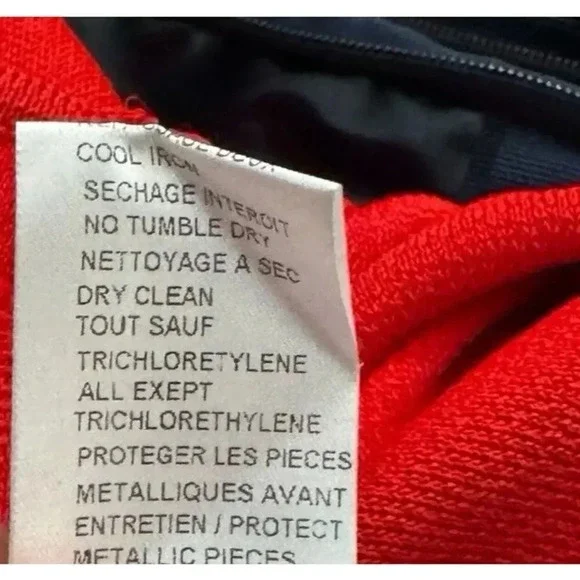 COOL IRON
SECHAGE INTERDIT
NO TUMBLE DRY
NETTOYAGE A SEC
DRY CLEAN
TOUT SAUF
TRICHLORETYLENE
ALL EXEPT
TRICHLORETHYLENE
PROTEGER LES PIECES
METALLIQUES AVANT
ENTRETIEN / PROTECT
METALLIC PIECES